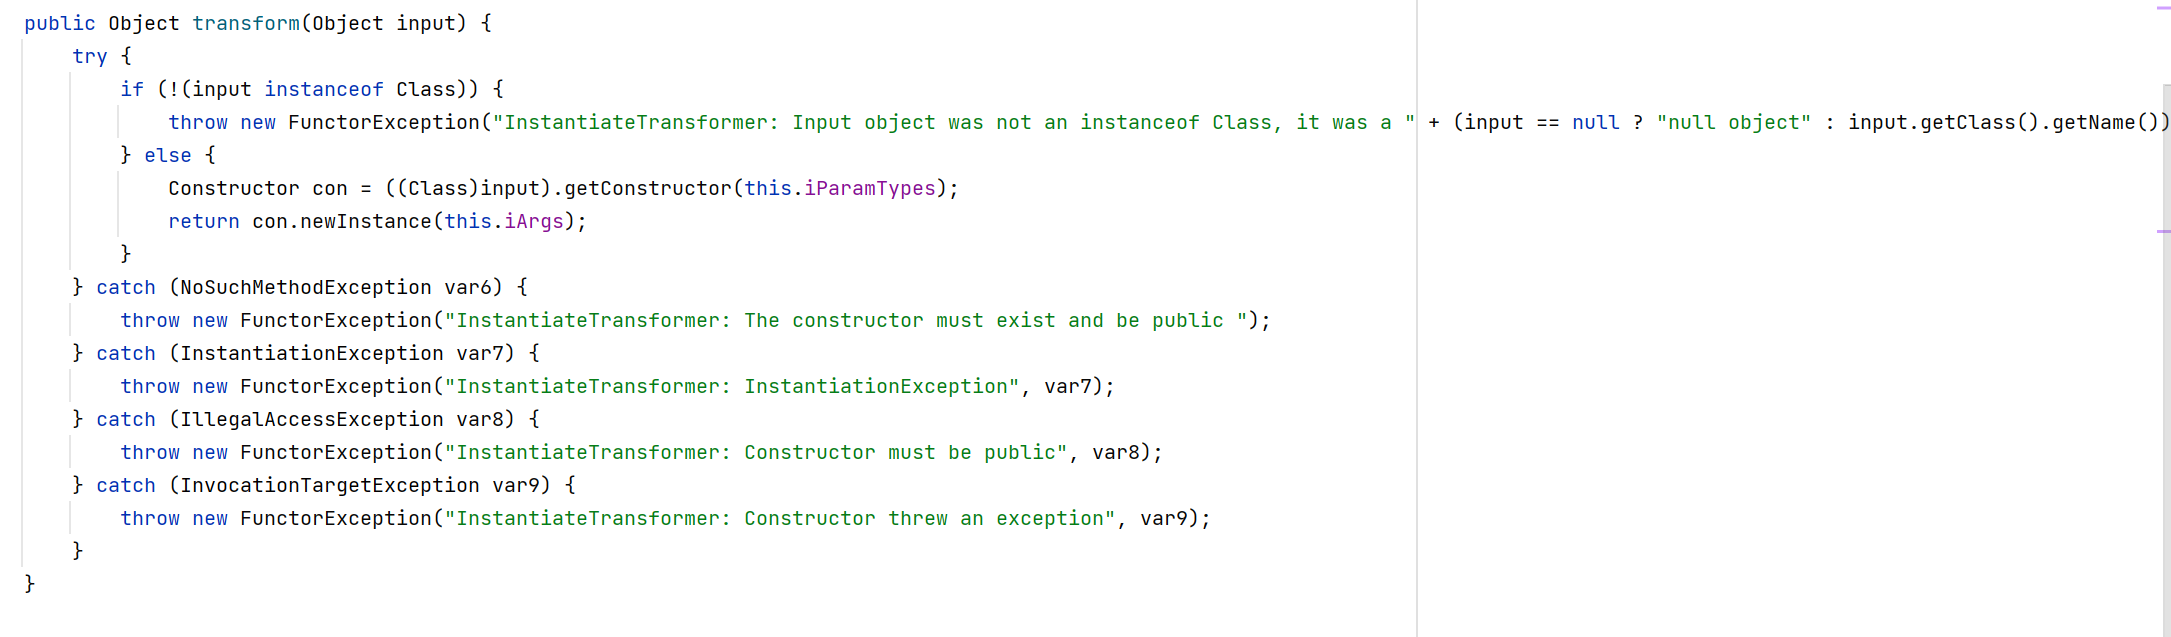 public Object transform(Object input) {
    try {
        if (!(input instanceof Class)) {
            throw new FunctorException("InstantiateTransformer: Input object was not an instanceof Class, it was a " + (input == null ? "null object" : input.getClass().getName())
        } else {
            Constructor con = ((Class)input).getConstructor(this.iParamTypes);
            return con.newInstance(this.iArgs);
        }
    } catch (NoSuchMethodException var6) {
        throw new FunctorException("InstantiateTransformer: The constructor must exist and be public ");
    } catch (InstantiationException var7) {
        throw new FunctorException("InstantiateTransformer: InstantiationException", var7);
    } catch (IllegalAccessException var8) {
        throw new FunctorException("InstantiateTransformer: Constructor must be public", var8);
    } catch (InvocationTargetException var9) {
        throw new FunctorException("InstantiateTransformer: Constructor threw an exception", var9);
    }
}